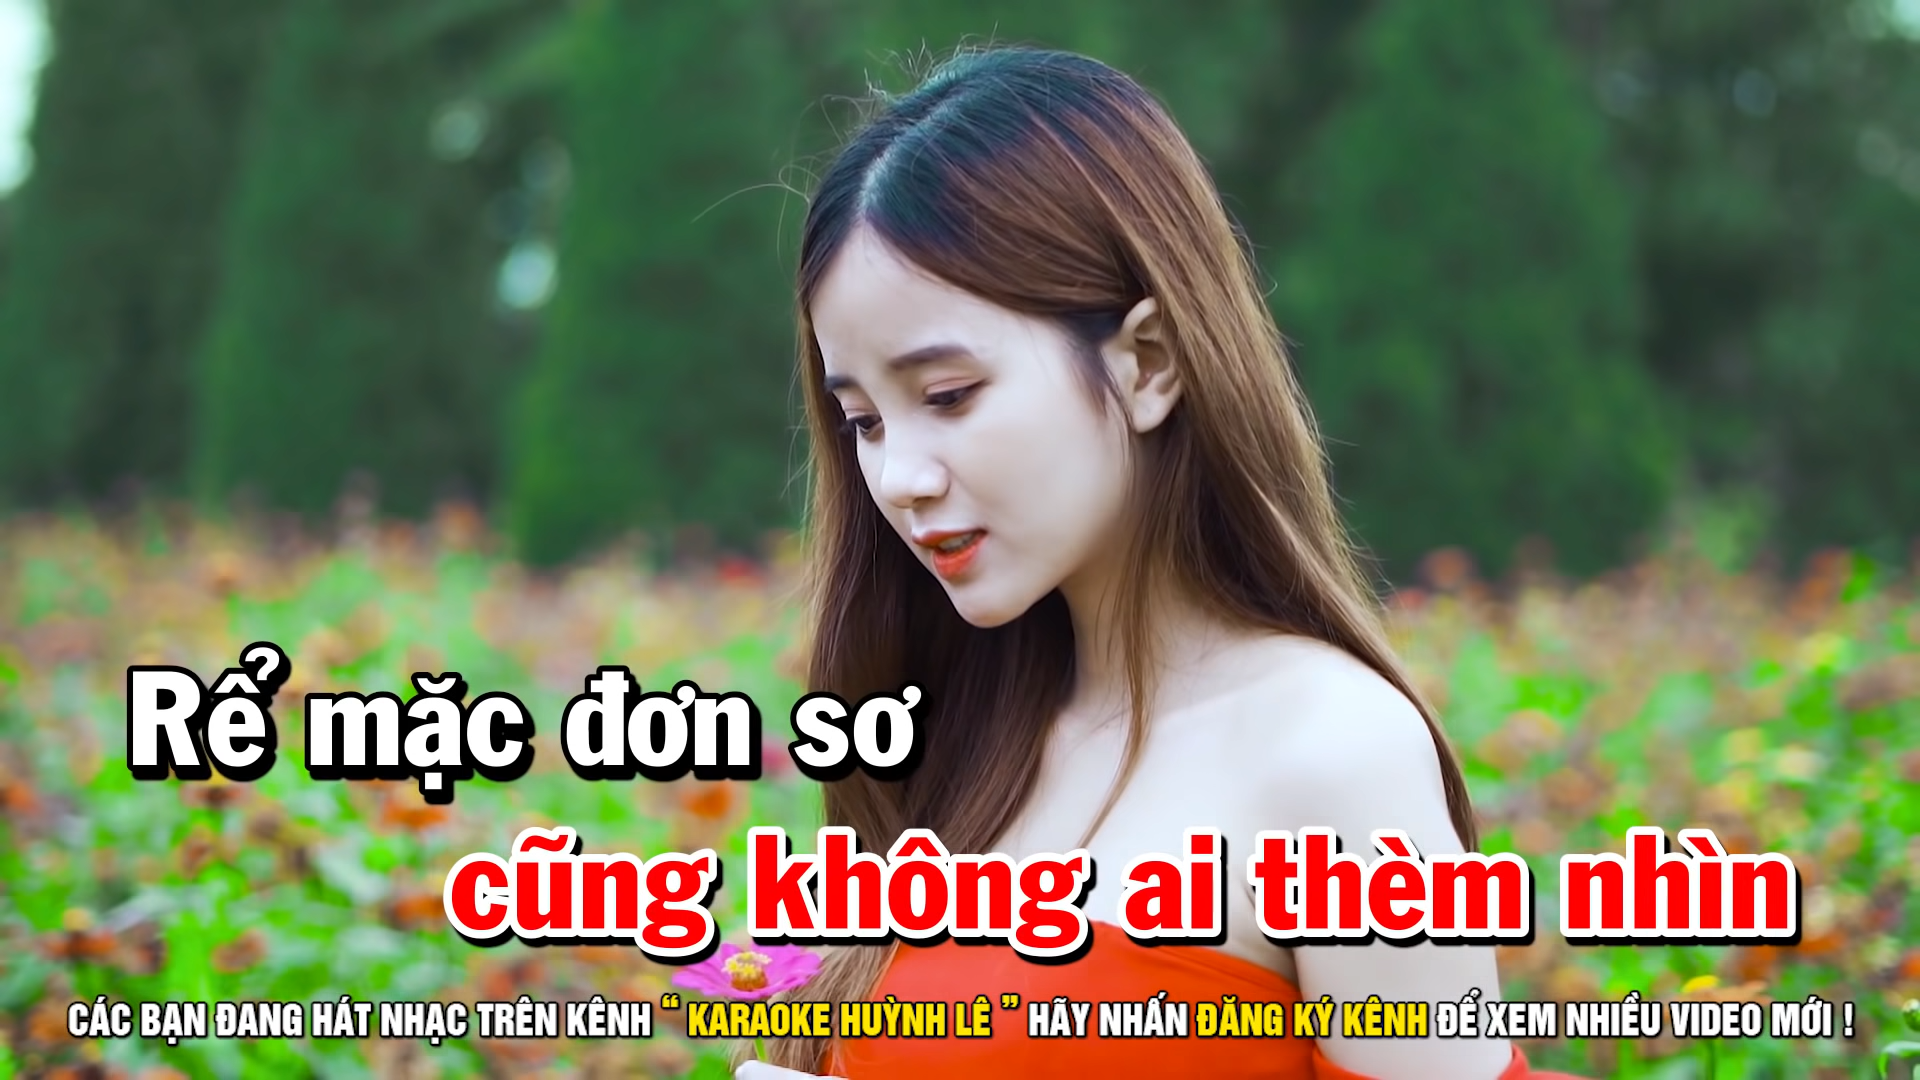 Rể mặc đơn sơ
cũng không ai thèm nhìn
CÁC BẠN ĐANG HÁT NHẠC TRÊN KÊNH “ KARAOKE HUỲNH LÊ ” HÃY NHẤN ĐĂNG KÝ KÊNH ĐỂ XEM NHIỀU VIDEO MỚI !